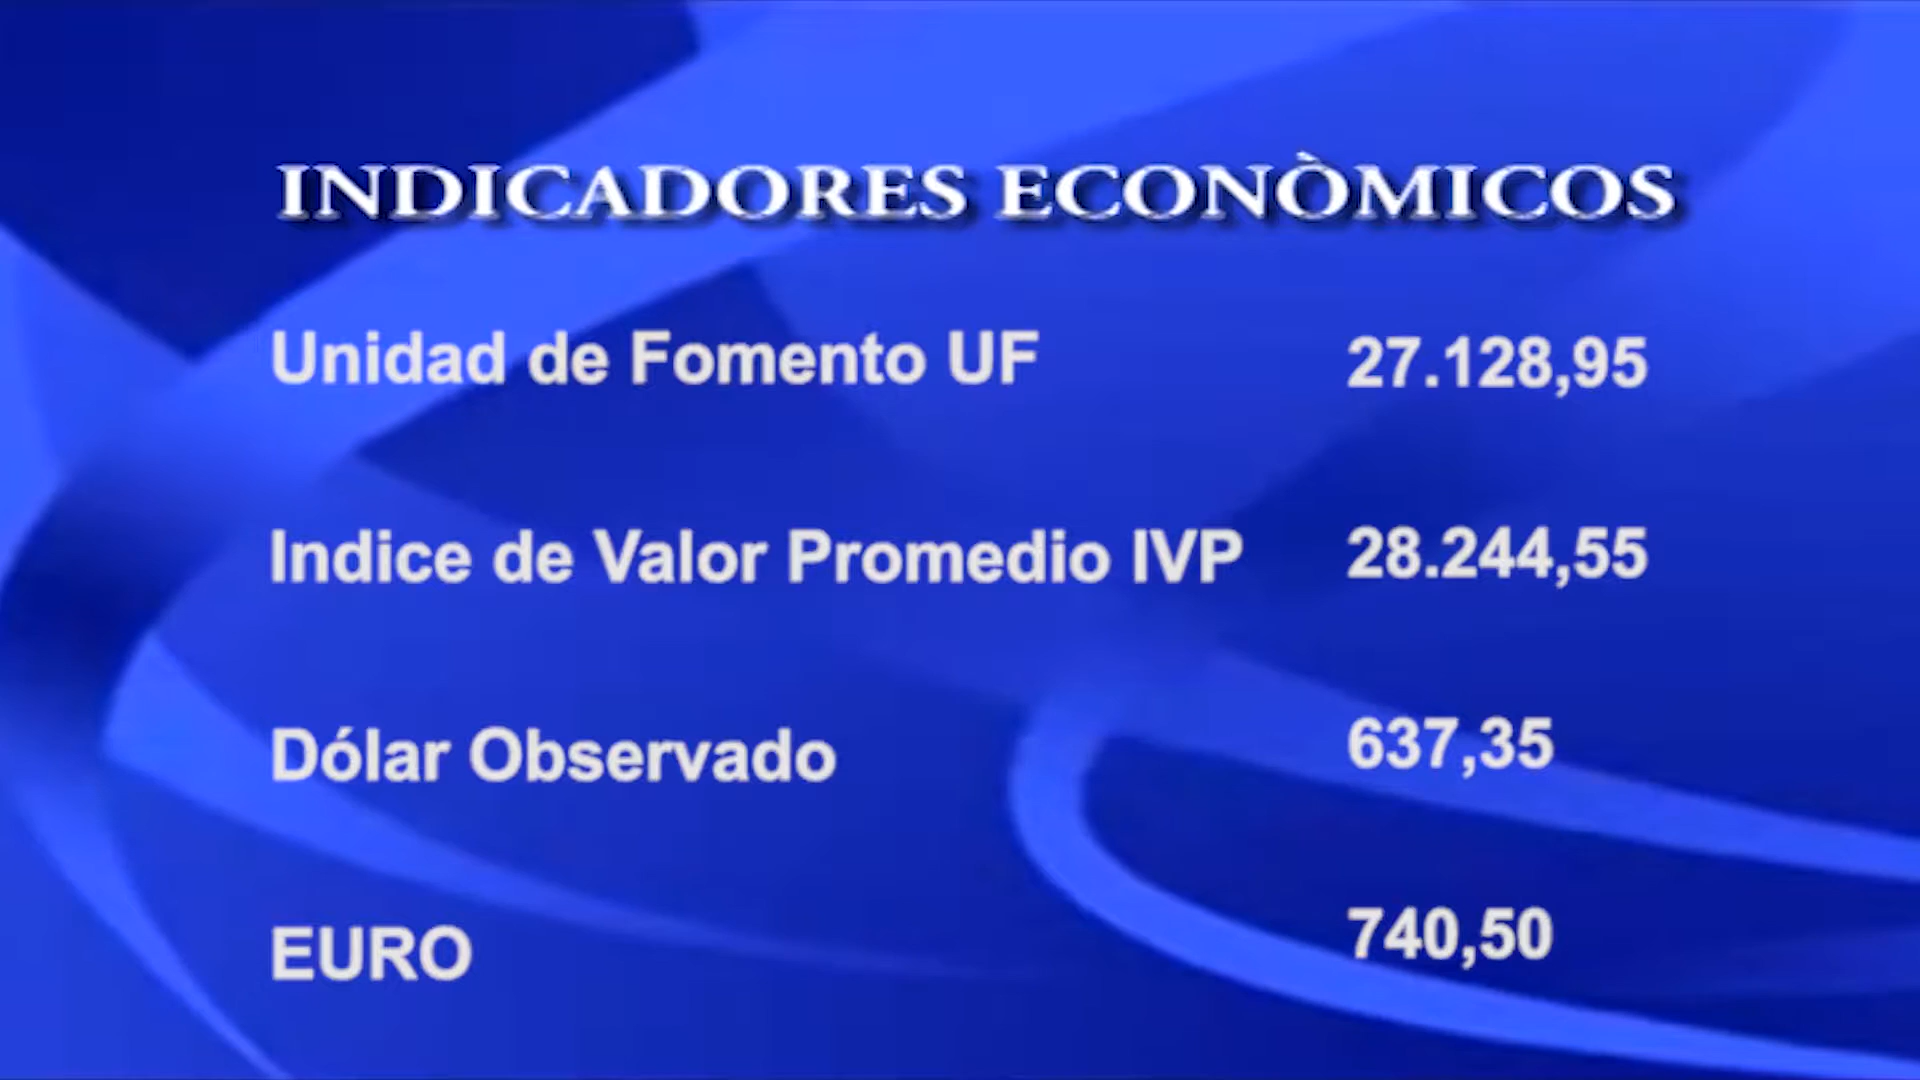 INDICADORES ECONÒMICOS
Unidad de Fomento UF 27.128,95
Indice de Valor Promedio IVP 28.244,55
Dólar Observado 637,35
EURO 740,50